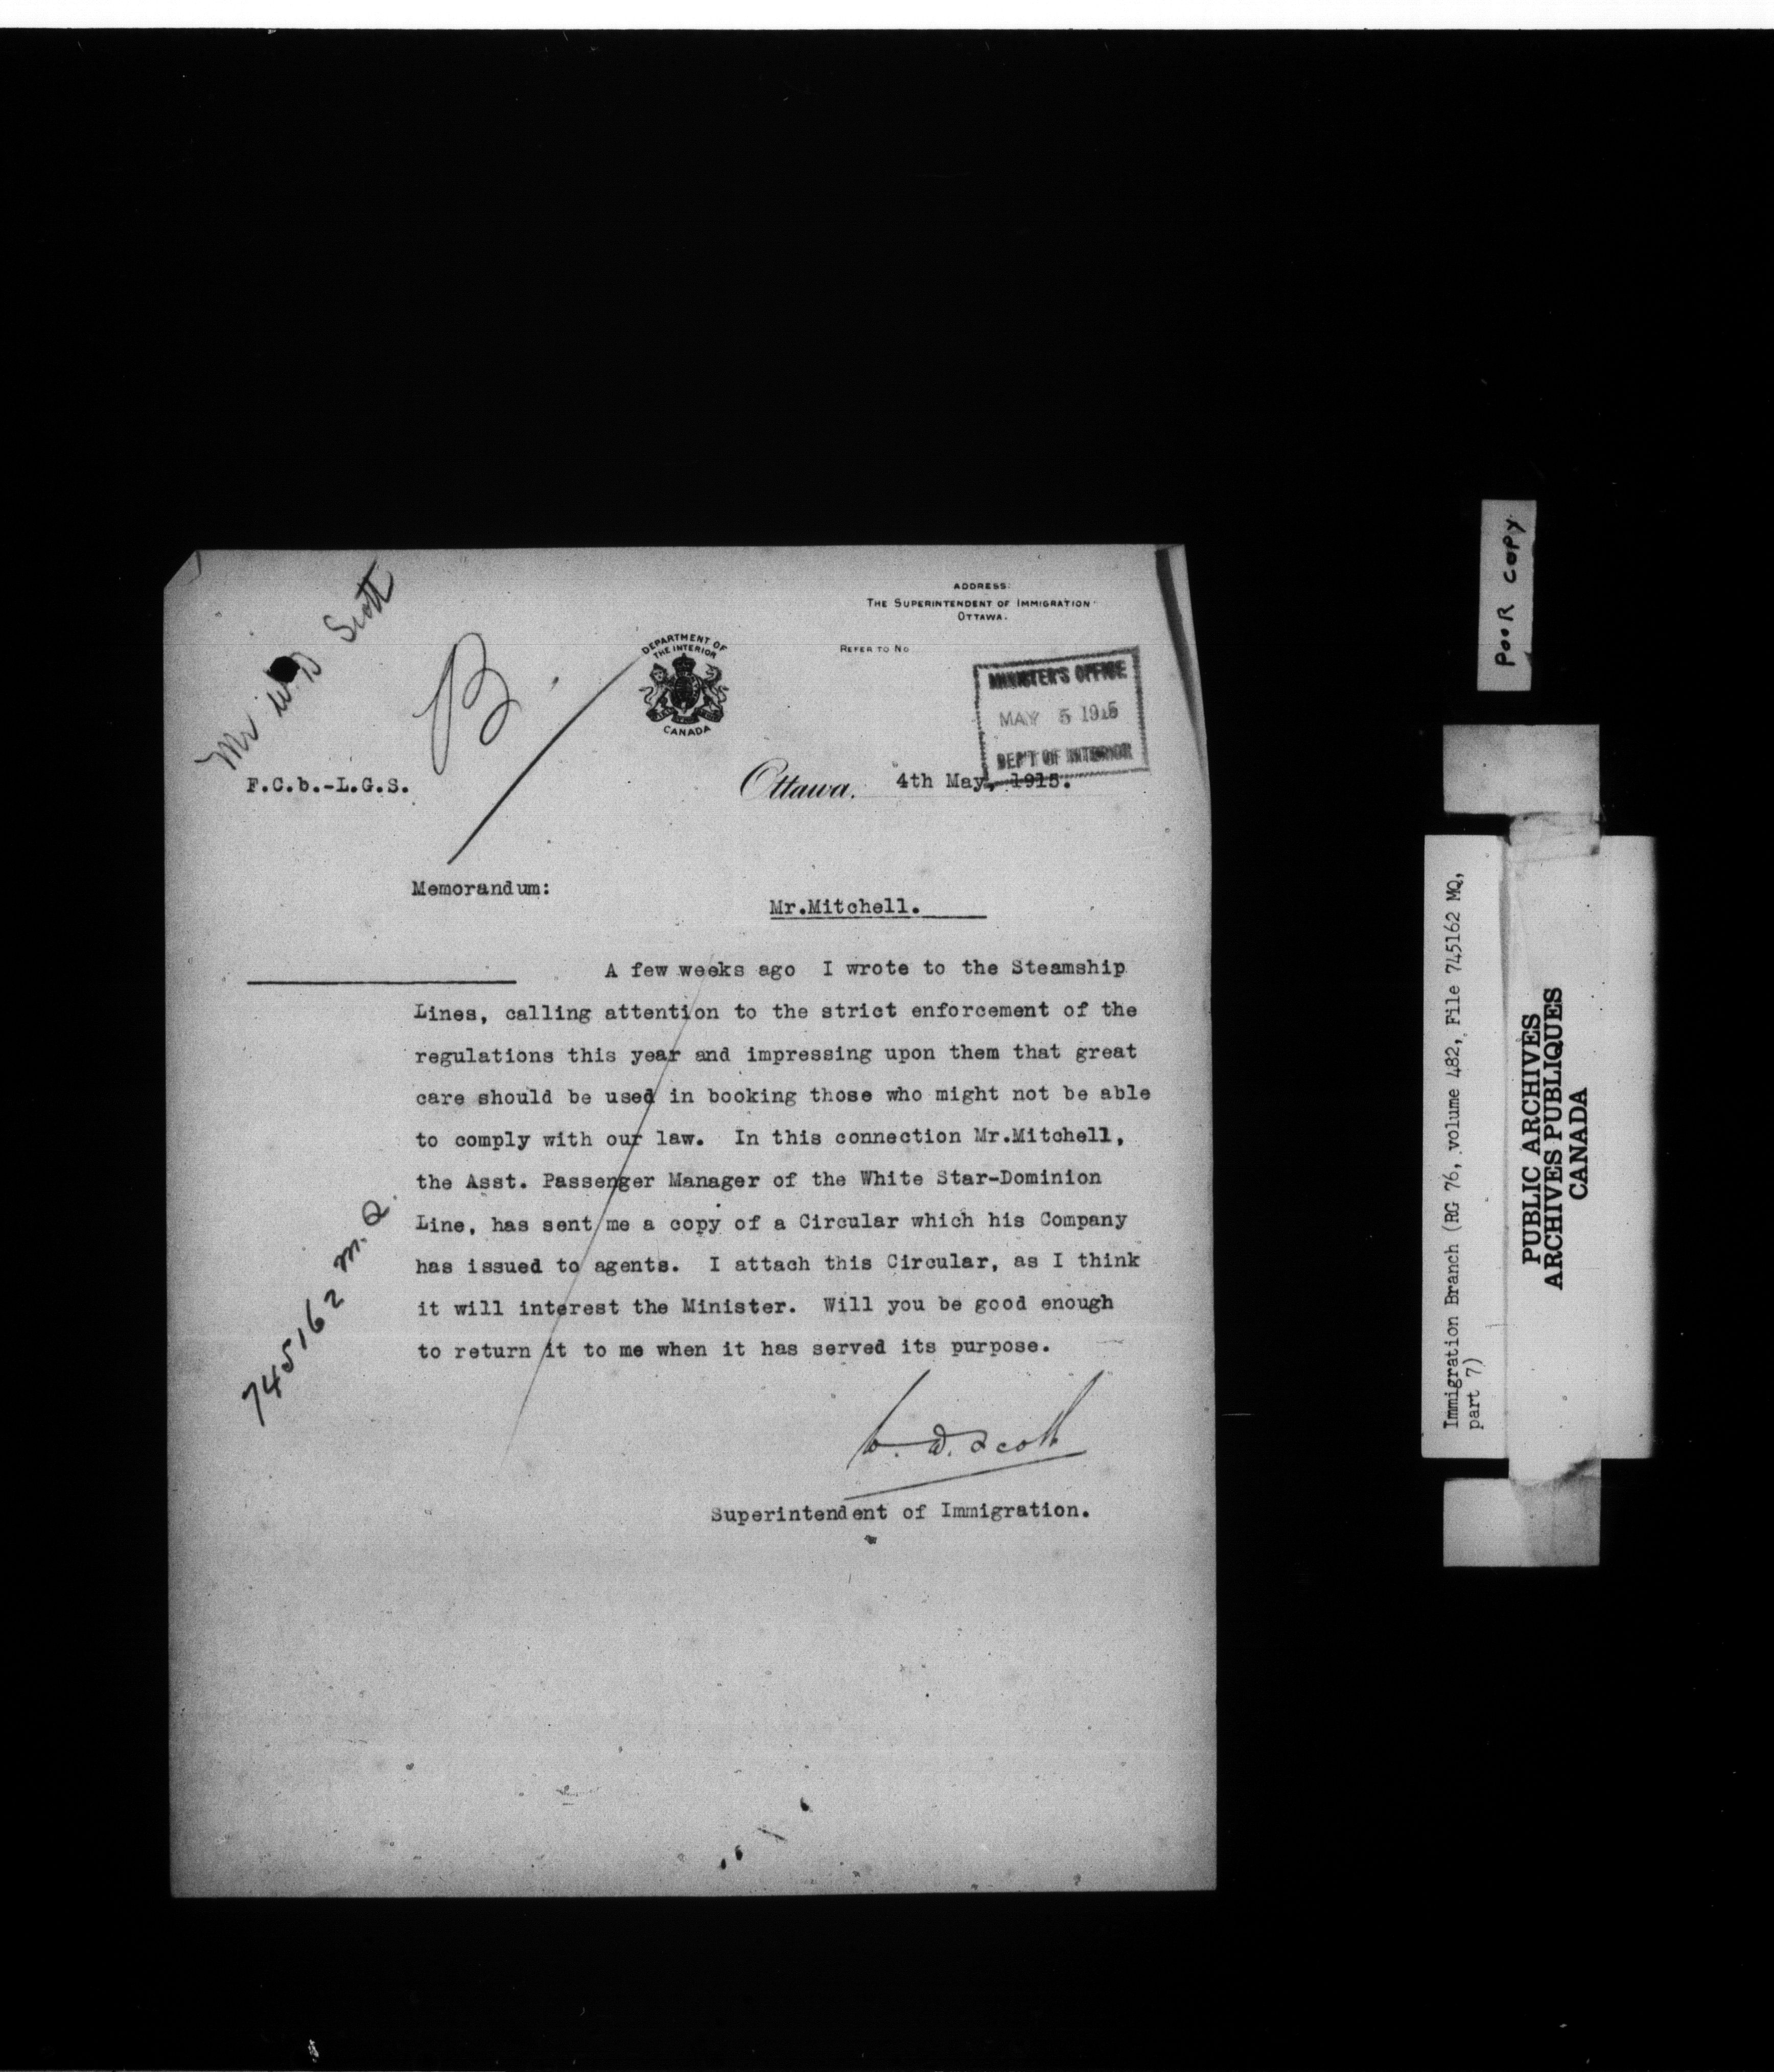 Mr W D Scott
B.
ADDRESS:
THE SUPERINTENDENT OF IMMIGRATION
OTTAWA.
REFER TO NO
DEPARTMENT OF
THE INTERIOR
CANADA
MINISTER'S OFFICE
MAY 5 1915
DEP'T OF INTERIOR
F.C.b.-L.G.S.
Ottawa. 4th May, 1915.
Memorandum:
Mr.Mitchell.
A few weeks ago I wrote to the Steamship
Lines, calling attention to the strict enforcement of the
regulations this year and impressing upon them that great
care should be used in booking those who might not be able
to comply with our law. In this connection Mr.Mitchell,
the Asst. Passenger Manager of the White Star-Dominion
Line, has sent me a copy of a Circular which his Company
has issued to agents. I attach this Circular, as I think
it will interest the Minister. Will you be good enough
to return it to me when it has served its purpose.
745162 M.Q.
W. D. Scott
Superintendent of Immigration.
POOR COPY
Immigration Branch (RG 76, volume 482, File 745162 MQ,
part 7)
PUBLIC ARCHIVES
ARCHIVES PUBLIQUES
CANADA